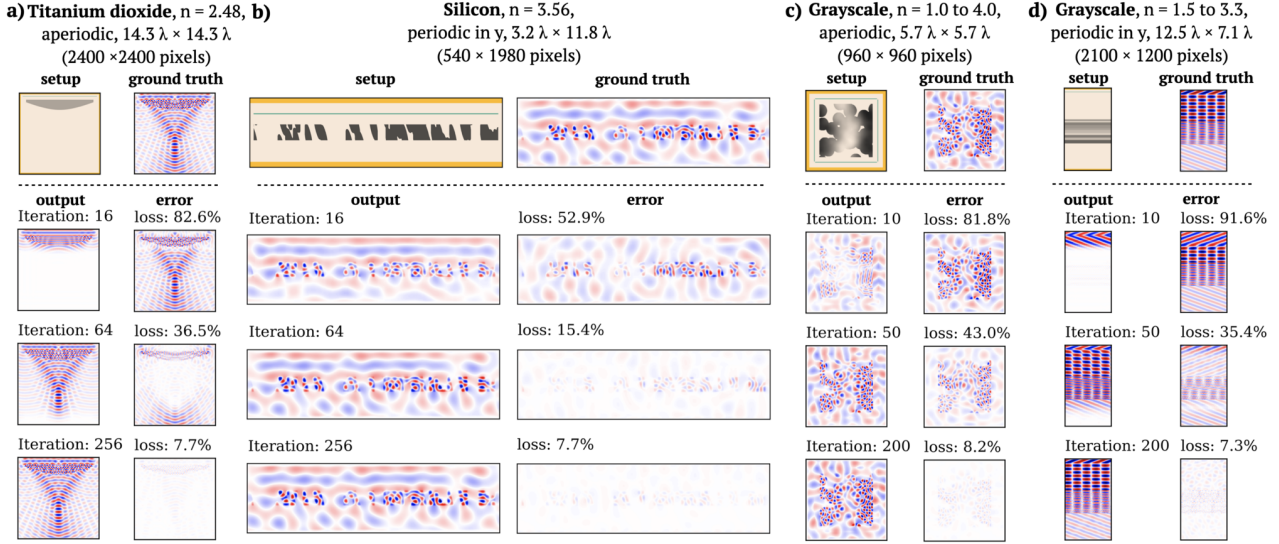 a) Titanium dioxide, n = 2.48,
aperiodic, 14.3 λ × 14.3 λ
(2400 ×2400 pixels)
setup ground truth
output error
Iteration: 16 loss: 82.6%
Iteration: 64 loss: 36.5%
Iteration: 256 loss: 7.7%
b) Silicon, n = 3.56,
periodic in y, 3.2 λ × 11.8 λ
(540 × 1980 pixels)
setup ground truth
output error
Iteration: 16 loss: 52.9%
Iteration: 64 loss: 15.4%
Iteration: 256 loss: 7.7%
c) Grayscale, n = 1.0 to 4.0,
aperiodic, 5.7 λ × 5.7 λ
(960 × 960 pixels)
setup ground truth
output error
Iteration: 10 loss: 81.8%
Iteration: 50 loss: 43.0%
Iteration: 200 loss: 8.2%
d) Grayscale, n = 1.5 to 3.3,
periodic in y, 12.5 λ × 7.1 λ
(2100 × 1200 pixels)
setup ground truth
output error
Iteration: 10 loss: 91.6%
Iteration: 50 loss: 35.4%
Iteration: 200 loss: 7.3%